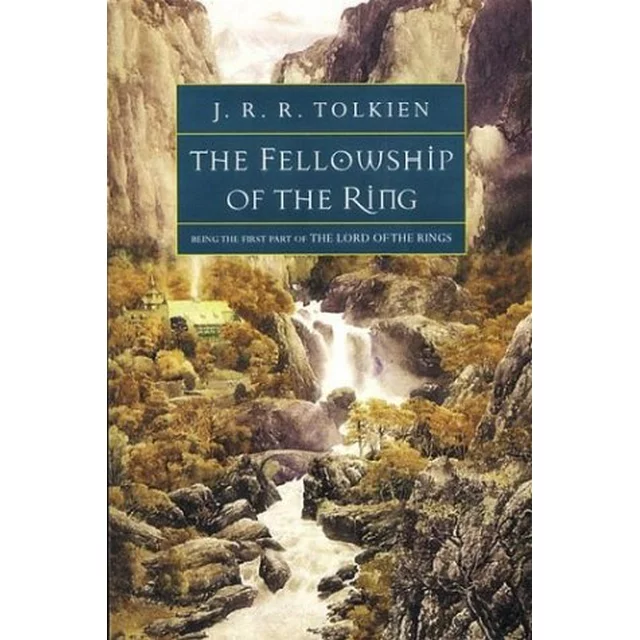 J. R. R. TOLKIEN
THE FELLOWSHIP
OF THE RING
BEING THE FIRST PART OF THE LORD OF THE RINGS